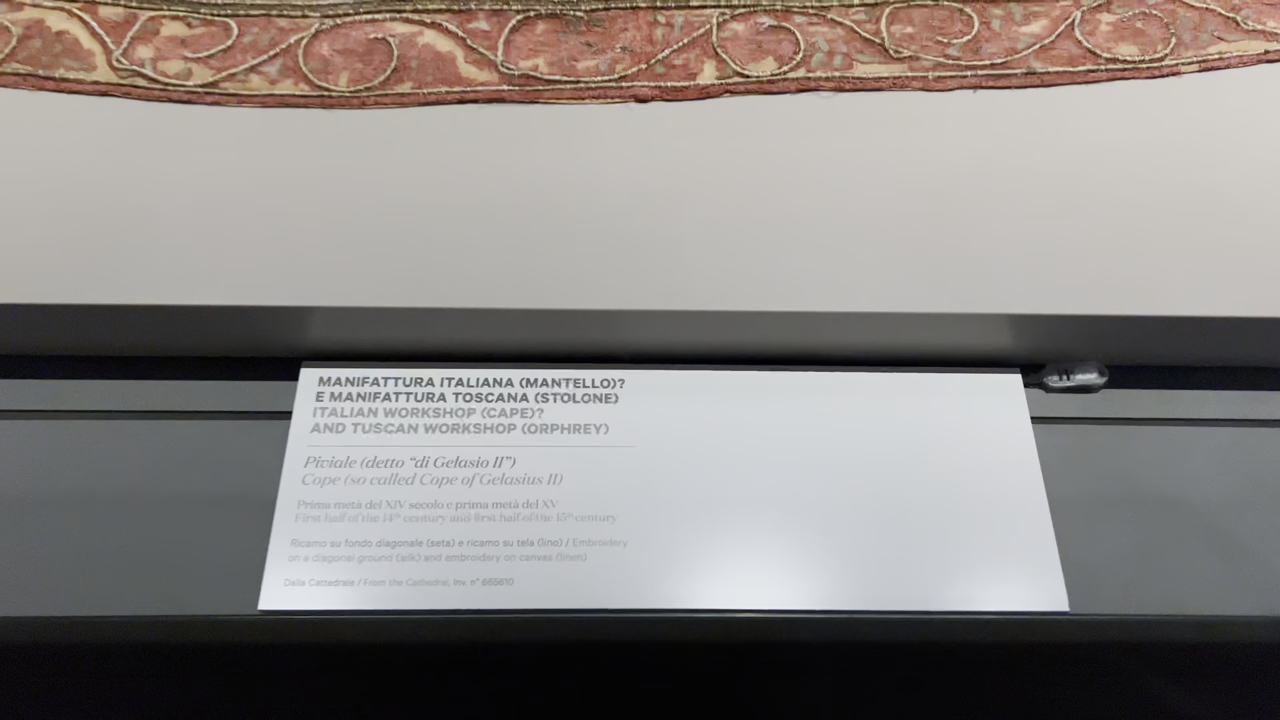 MANIFATTURA ITALIANA (MANTELLO)?
E MANIFATTURA TOSCANA (STOLONE)
ITALIAN WORKSHOP (CAPE)?
AND TUSCAN WORKSHOP (ORPHREY)
Piviale (detto “di Gelasio II”)
Cope (so called Cope of Gelasius II)
Prima metà del XIV secolo e prima metà del XV
First half of the 14th century and first half of the 15th century
Ricamo su fondo diagonale (seta) e ricamo su tela (lino) / Embroidery
on a diagonal ground (silk) and embroidery on canvas (linen)
Dalla Cattedrale / From the Cathedral, Inv. n° 665610